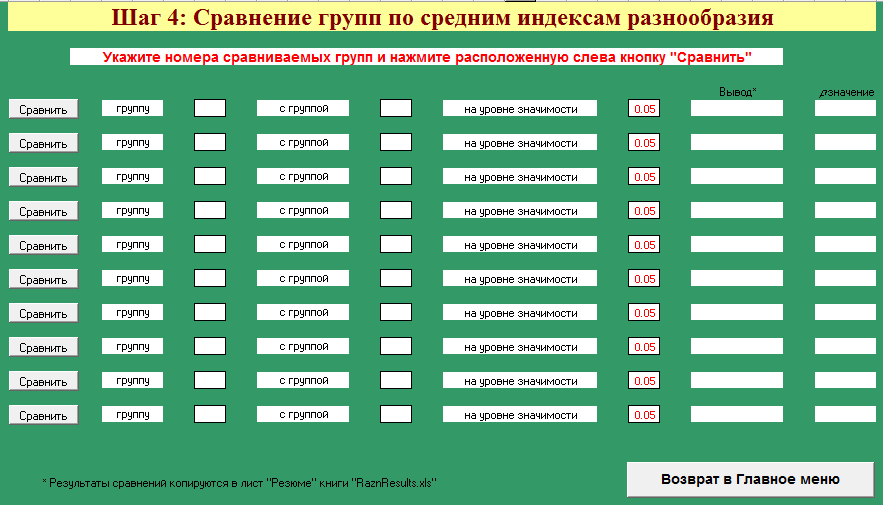 Шаг 4: Сравнение групп по средним индексам разнообразия
Укажите номера сравниваемых групп и нажмите расположенную слева кнопку "Сравнить"
Вывод* p-значение
Сравнить группу с группой на уровне значимости 0.05
Сравнить группу с группой на уровне значимости 0.05
Сравнить группу с группой на уровне значимости 0.05
Сравнить группу с группой на уровне значимости 0.05
Сравнить группу с группой на уровне значимости 0.05
Сравнить группу с группой на уровне значимости 0.05
Сравнить группу с группой на уровне значимости 0.05
Сравнить группу с группой на уровне значимости 0.05
Сравнить группу с группой на уровне значимости 0.05
Сравнить группу с группой на уровне значимости 0.05
* Результаты сравнений копируются в лист "Резюме" книги "RaznResults.xls"
Возврат в Главное меню